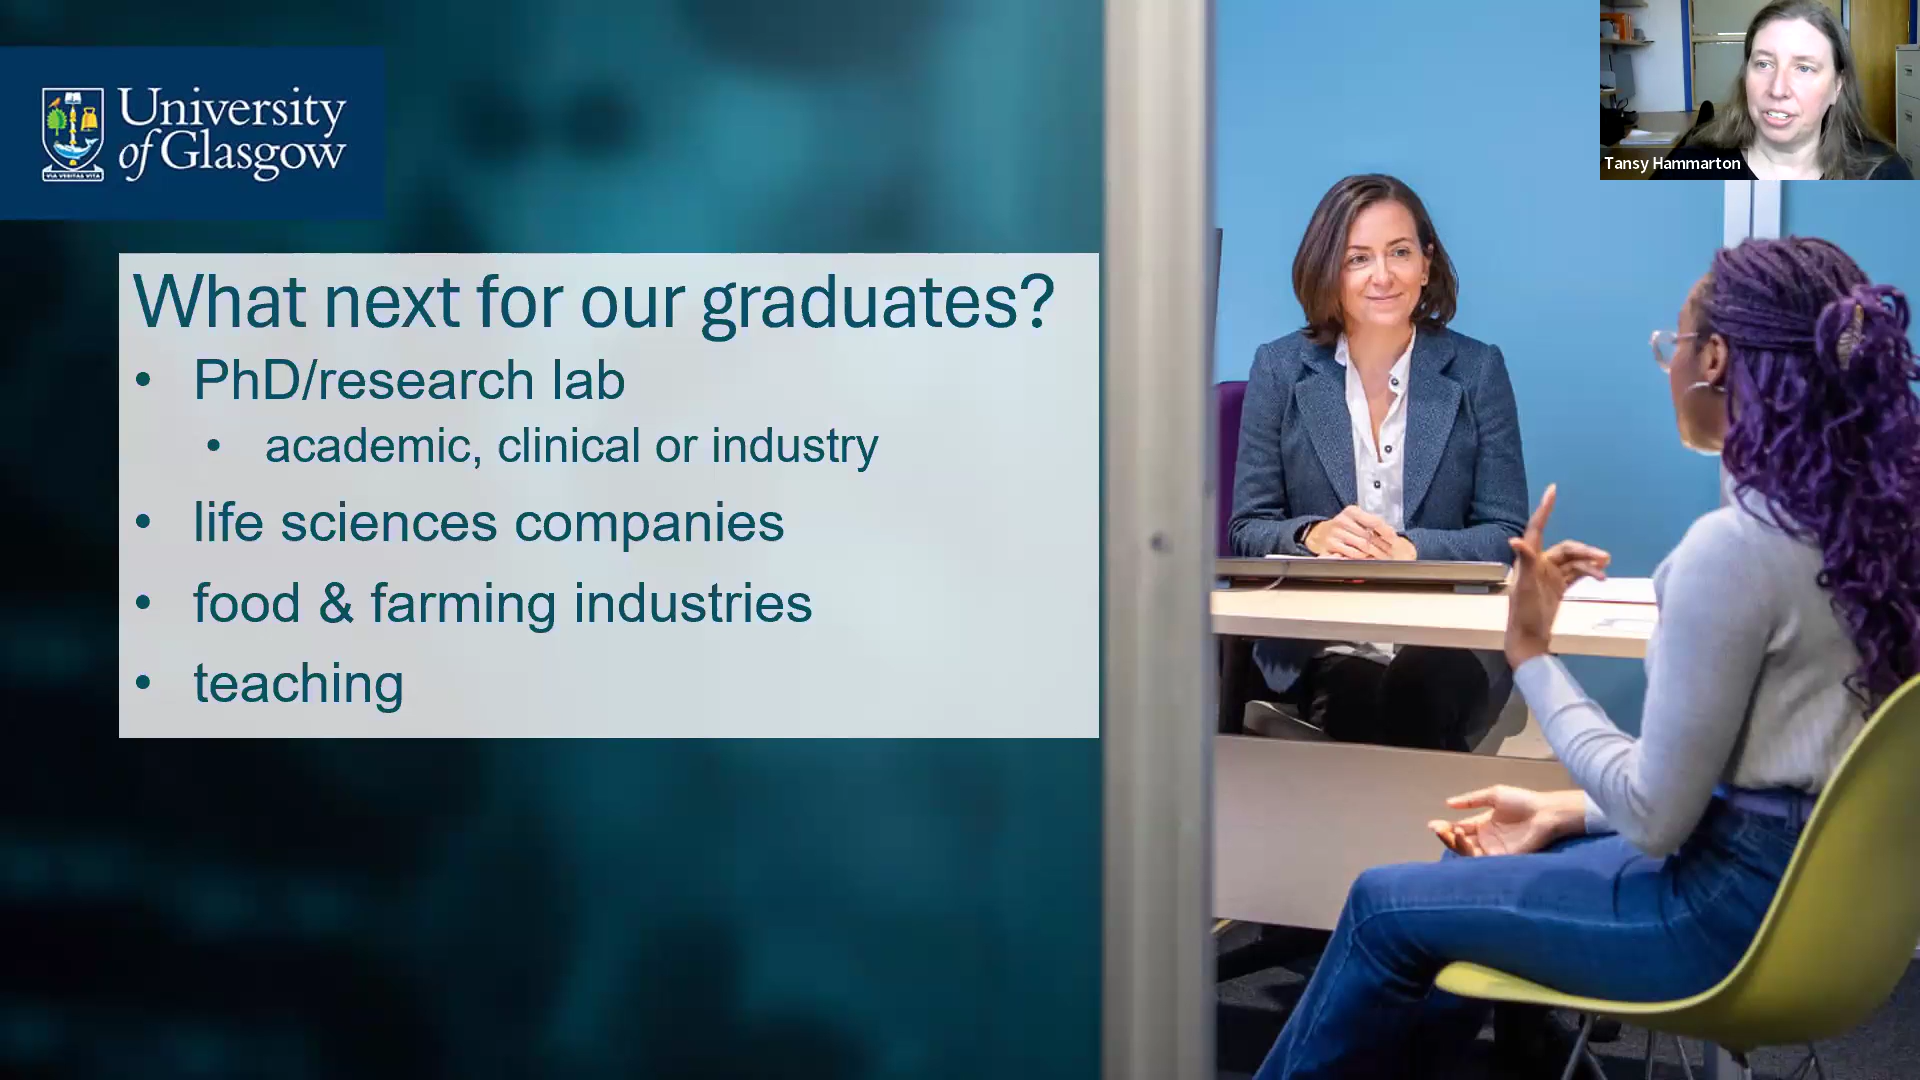 University
of Glasgow
VIA VERITAS VITA
Tansy Hammarton
What next for our graduates?
• PhD/research lab
• academic, clinical or industry
• life sciences companies
• food & farming industries
• teaching